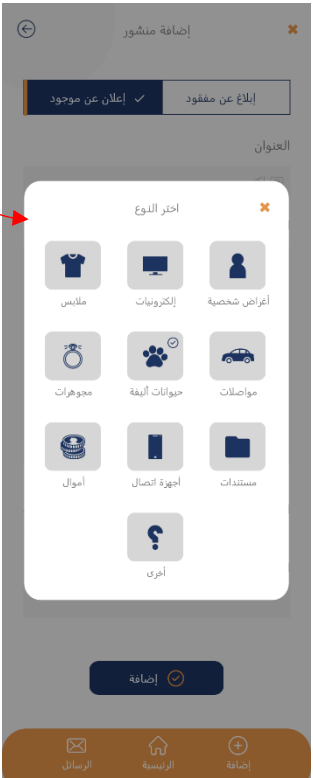 إضافة منشور
إبلاغ عن مفقود
إعلان عن موجود
العنوان
اختر النوع
أغراض شخصية
إلكترونيات
ملابس
مواصلات
حيوانات أليفة
مجوهرات
مستندات
أجهزة اتصال
أموال
أخرى
إضافة
إضافة
الرئيسية
الرسائل